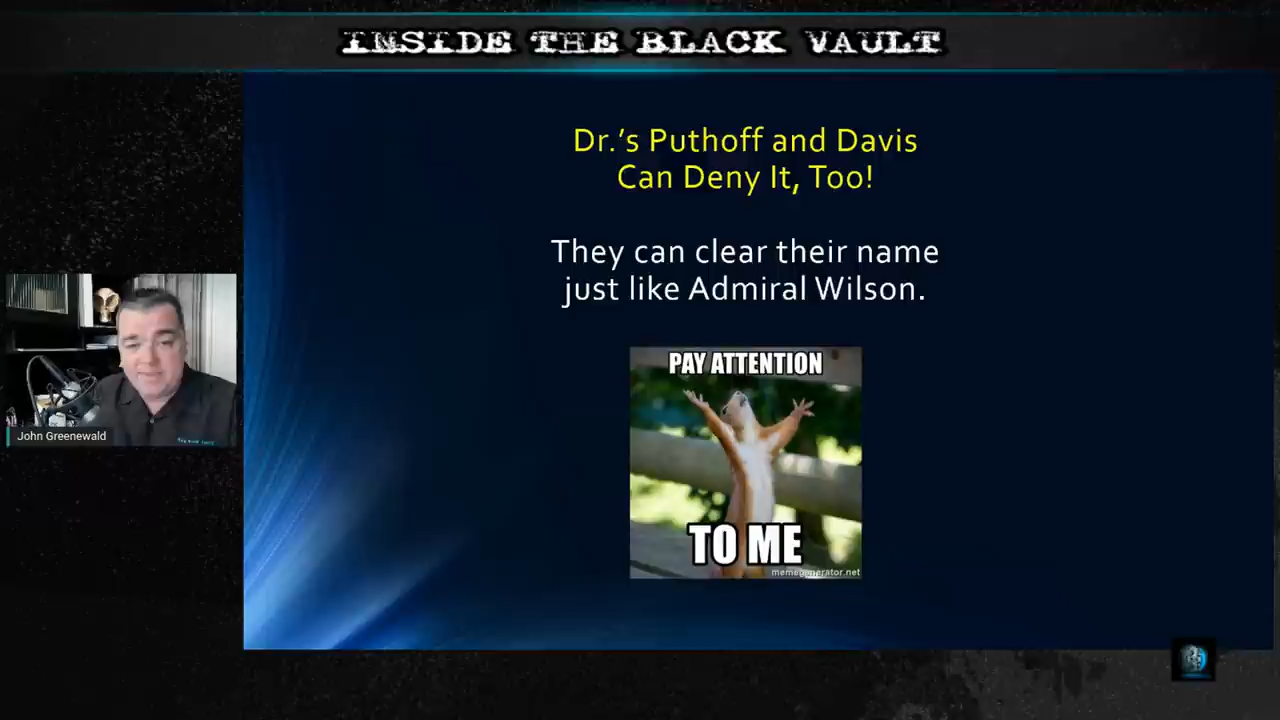 INSIDE THE BLACK VAULT
Dr.'s Puthoff and Davis
Can Deny It, Too!
They can clear their name
just like Admiral Wilson.
PAY ATTENTION
TO ME
memegenerator.net
John Greenewald